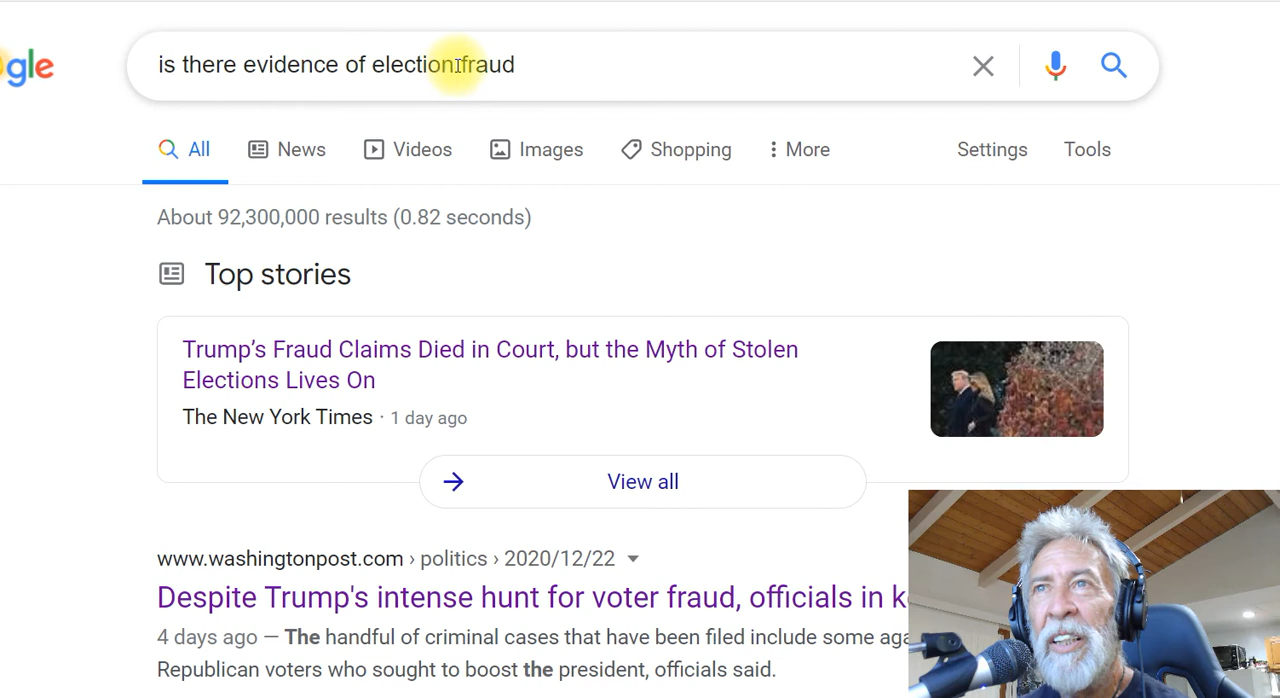 gle
is there evidence of election fraud
All News Videos Images Shopping More Settings Tools
About 92,300,000 results (0.82 seconds)
Top stories
Trump's Fraud Claims Died in Court, but the Myth of Stolen
Elections Lives On
The New York Times · 1 day ago
View all
www.washingtonpost.com › politics › 2020/12/22
Despite Trump's intense hunt for voter fraud, officials in
4 days ago — The handful of criminal cases that have been filed include some
Republican voters who sought to boost the president, officials said.